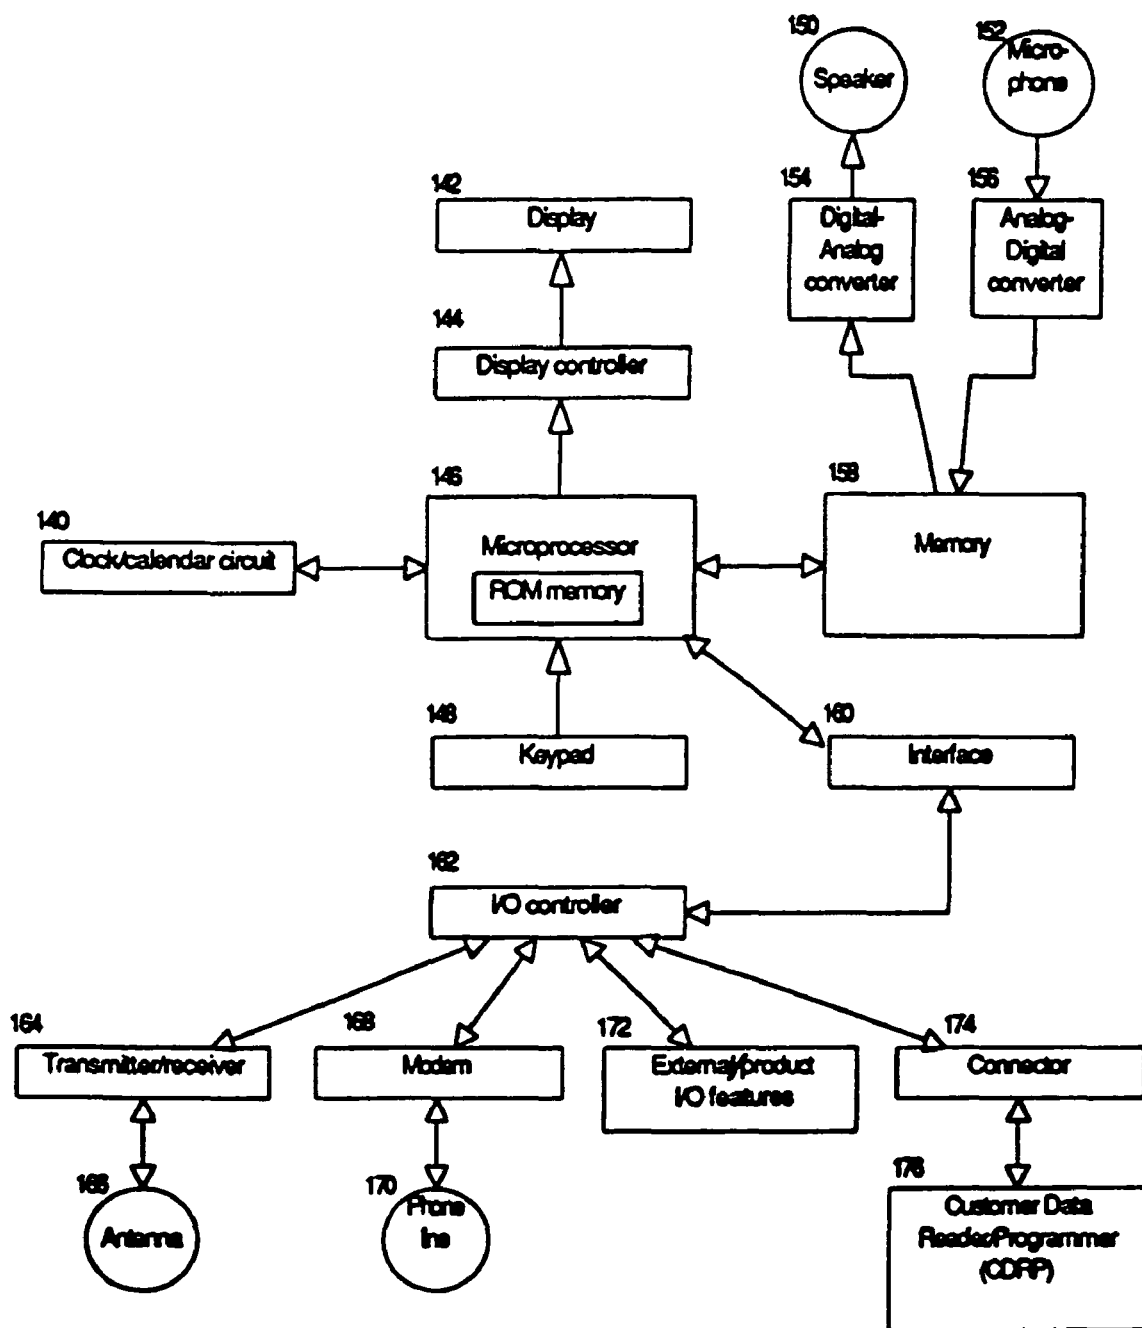 150
Speaker
152
Micro-
phone
154
Digital-
Analog
converter
156
Analog-
Digital
converter
142
Display
144
Display controller
146
Microprocessor
ROM memory
158
Memory
140
Clock/calendar circuit
148
Keypad
160
Interface
162
I/O controller
164
Transmitter/receiver
168
Modem
172
External/product
I/O features
174
Connector
166
Antenna
170
Phone
line
176
Customer Data
Reader/Programmer
(CDRP)